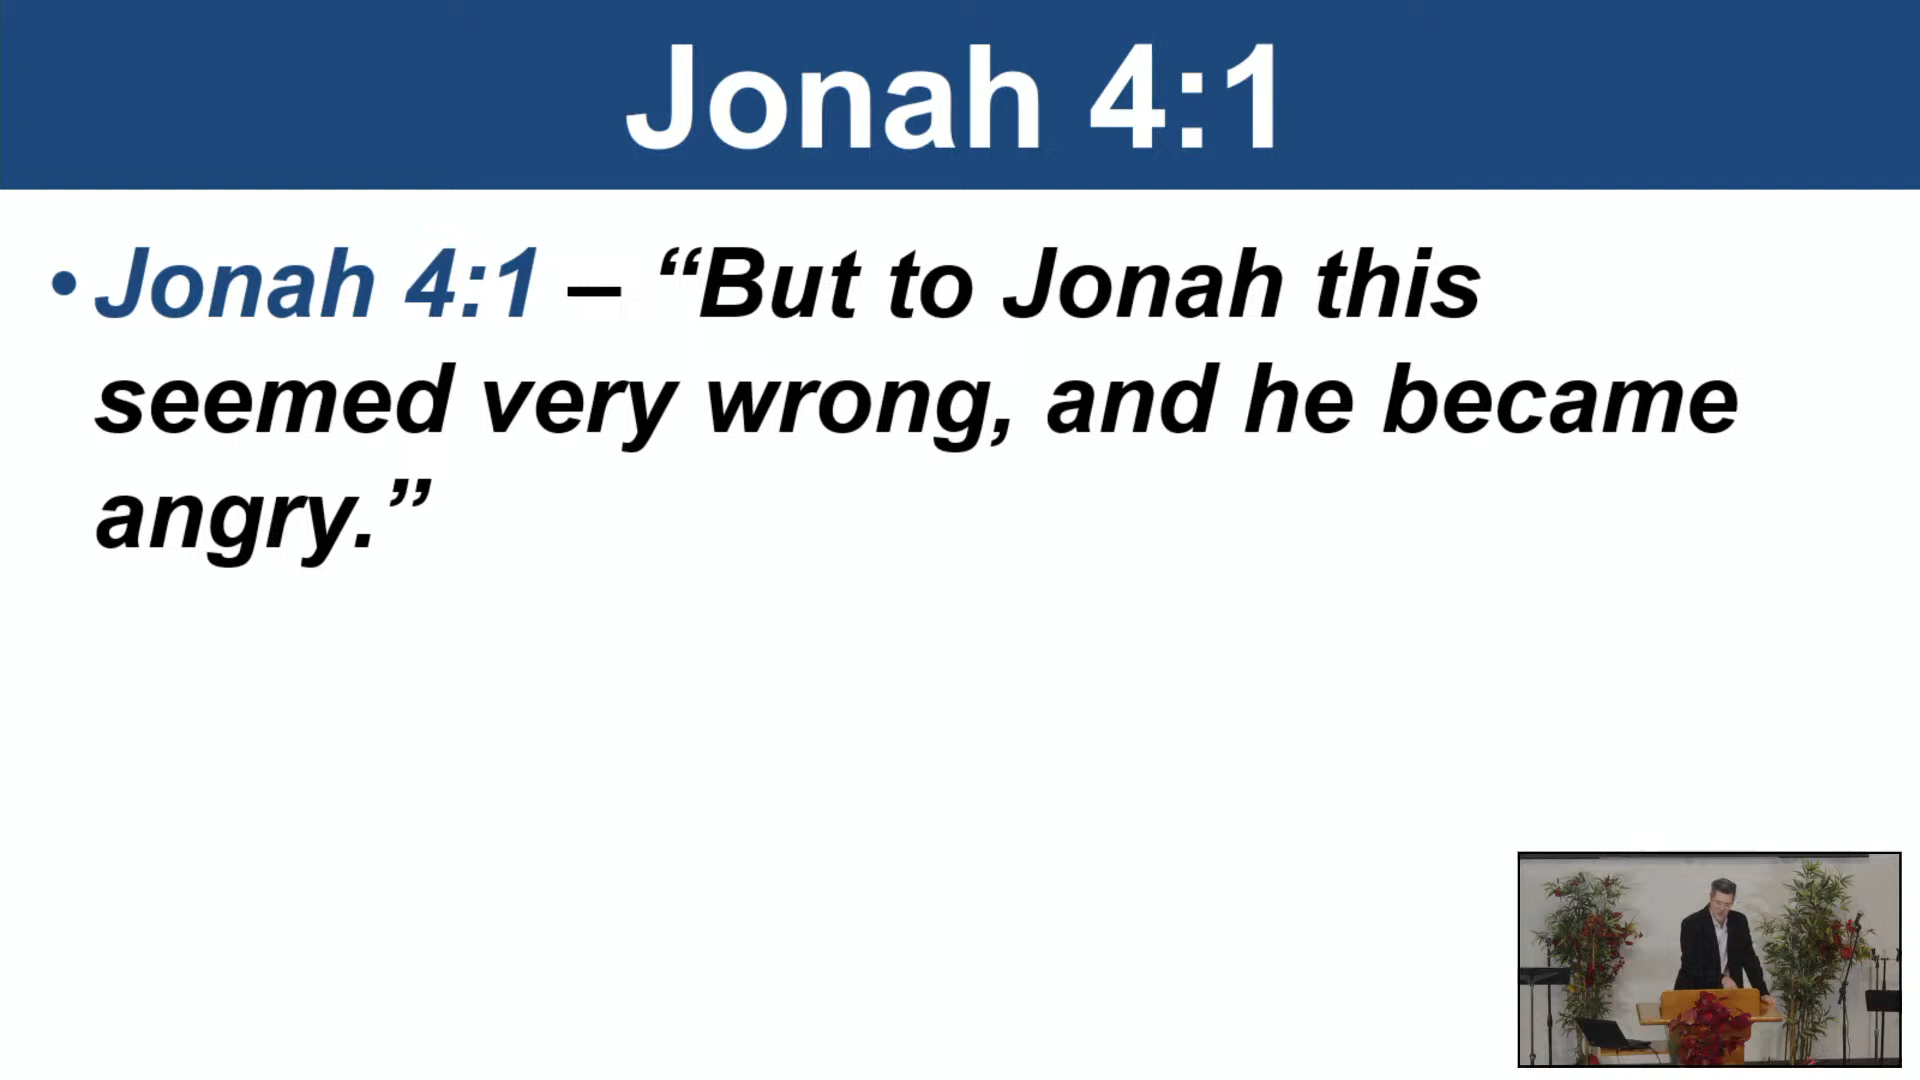 Jonah 4:1
• Jonah 4:1 – “But to Jonah this
seemed very wrong, and he became
angry.”